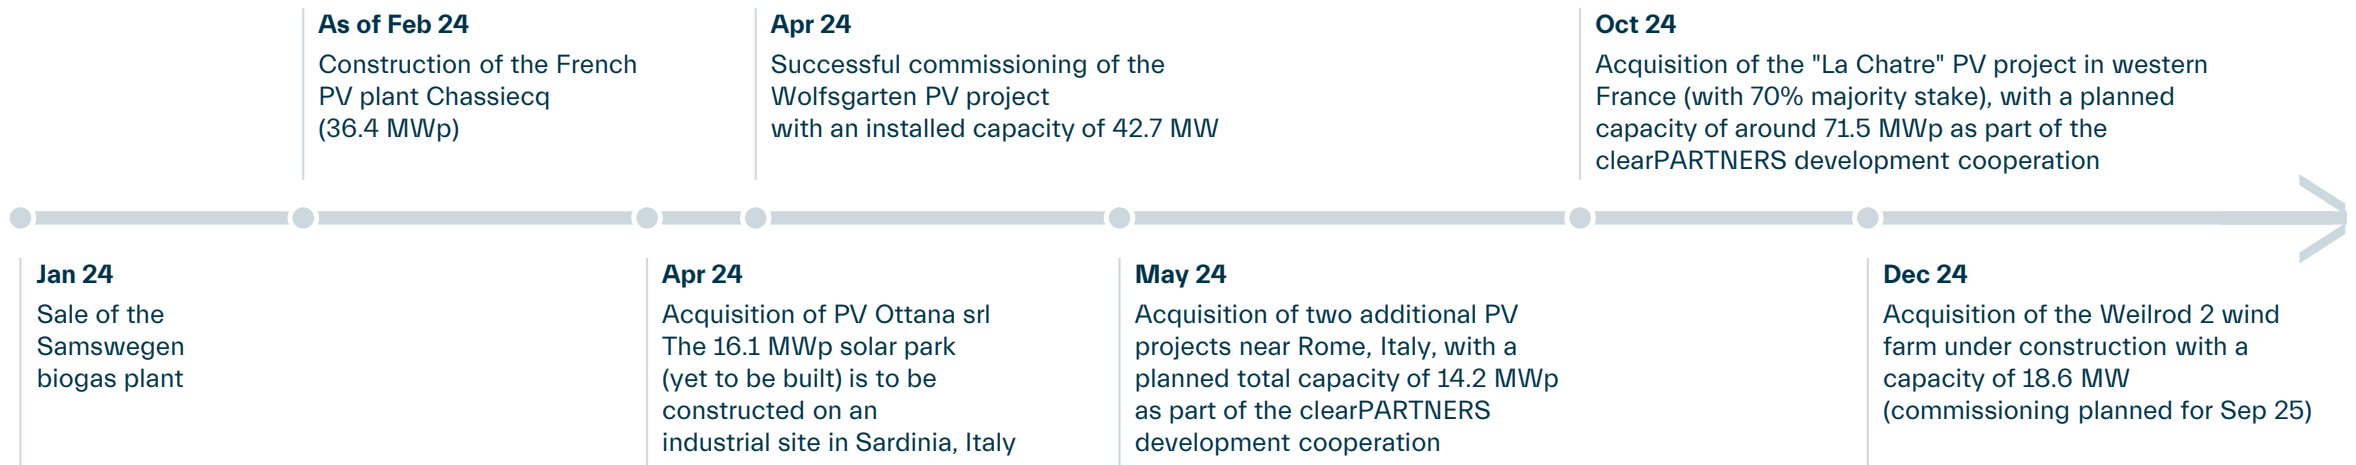 As of Feb 24
Construction of the French
PV plant Chassiecq
(36.4 MWp)
Apr 24
Successful commissioning of the
Wolfsgarten PV project
with an installed capacity of 42.7 MW
Oct 24
Acquisition of the "La Chatre" PV project in western
France (with 70% majority stake), with a planned
capacity of around 71.5 MWp as part of the
clearPARTNERS development cooperation
Jan 24
Sale of the
Samswegen
biogas plant
Apr 24
Acquisition of PV Ottana srl
The 16.1 MWp solar park
(yet to be built) is to be
constructed on an
industrial site in Sardinia, Italy
May 24
Acquisition of two additional PV
projects near Rome, Italy, with a
planned total capacity of 14.2 MWp
as part of the clearPARTNERS
development cooperation
Dec 24
Acquisition of the Weilrod 2 wind
farm under construction with a
capacity of 18.6 MW
(commissioning planned for Sep 25)